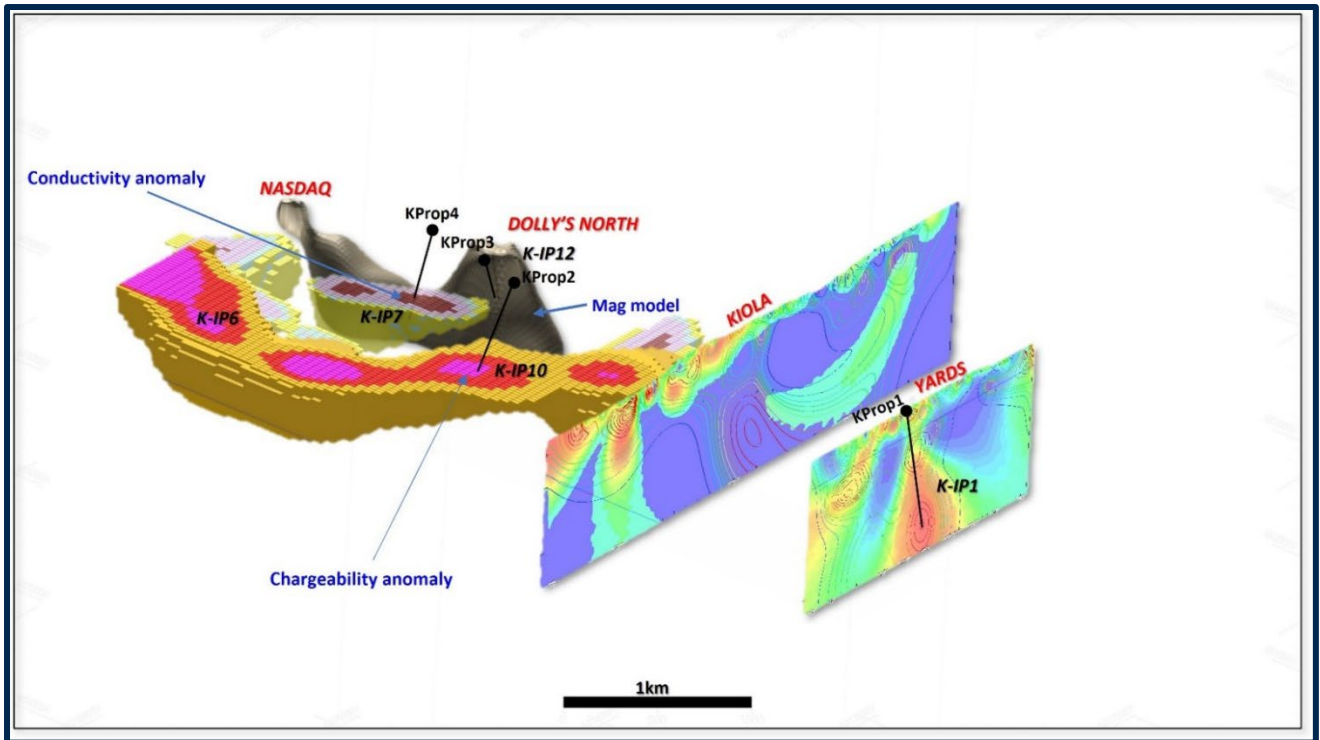 Conductivity anomaly
NASDAQ
KProp4
DOLLY'S NORTH
KProp3
K-IP12
KProp2
Mag model
K-IP6
K-IP7
K-IP10
KIOLA
YARDS
KProp1
K-IP1
Chargeability anomaly
1km